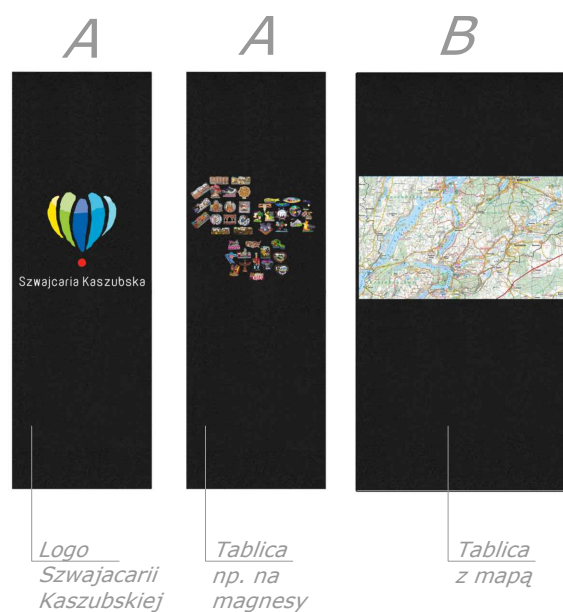 A A B
Szwajcaria Kaszubska
Logo
Szwajacarii
Kaszubskiej
Tablica
np. na
magnesy
Tablica
z mapą